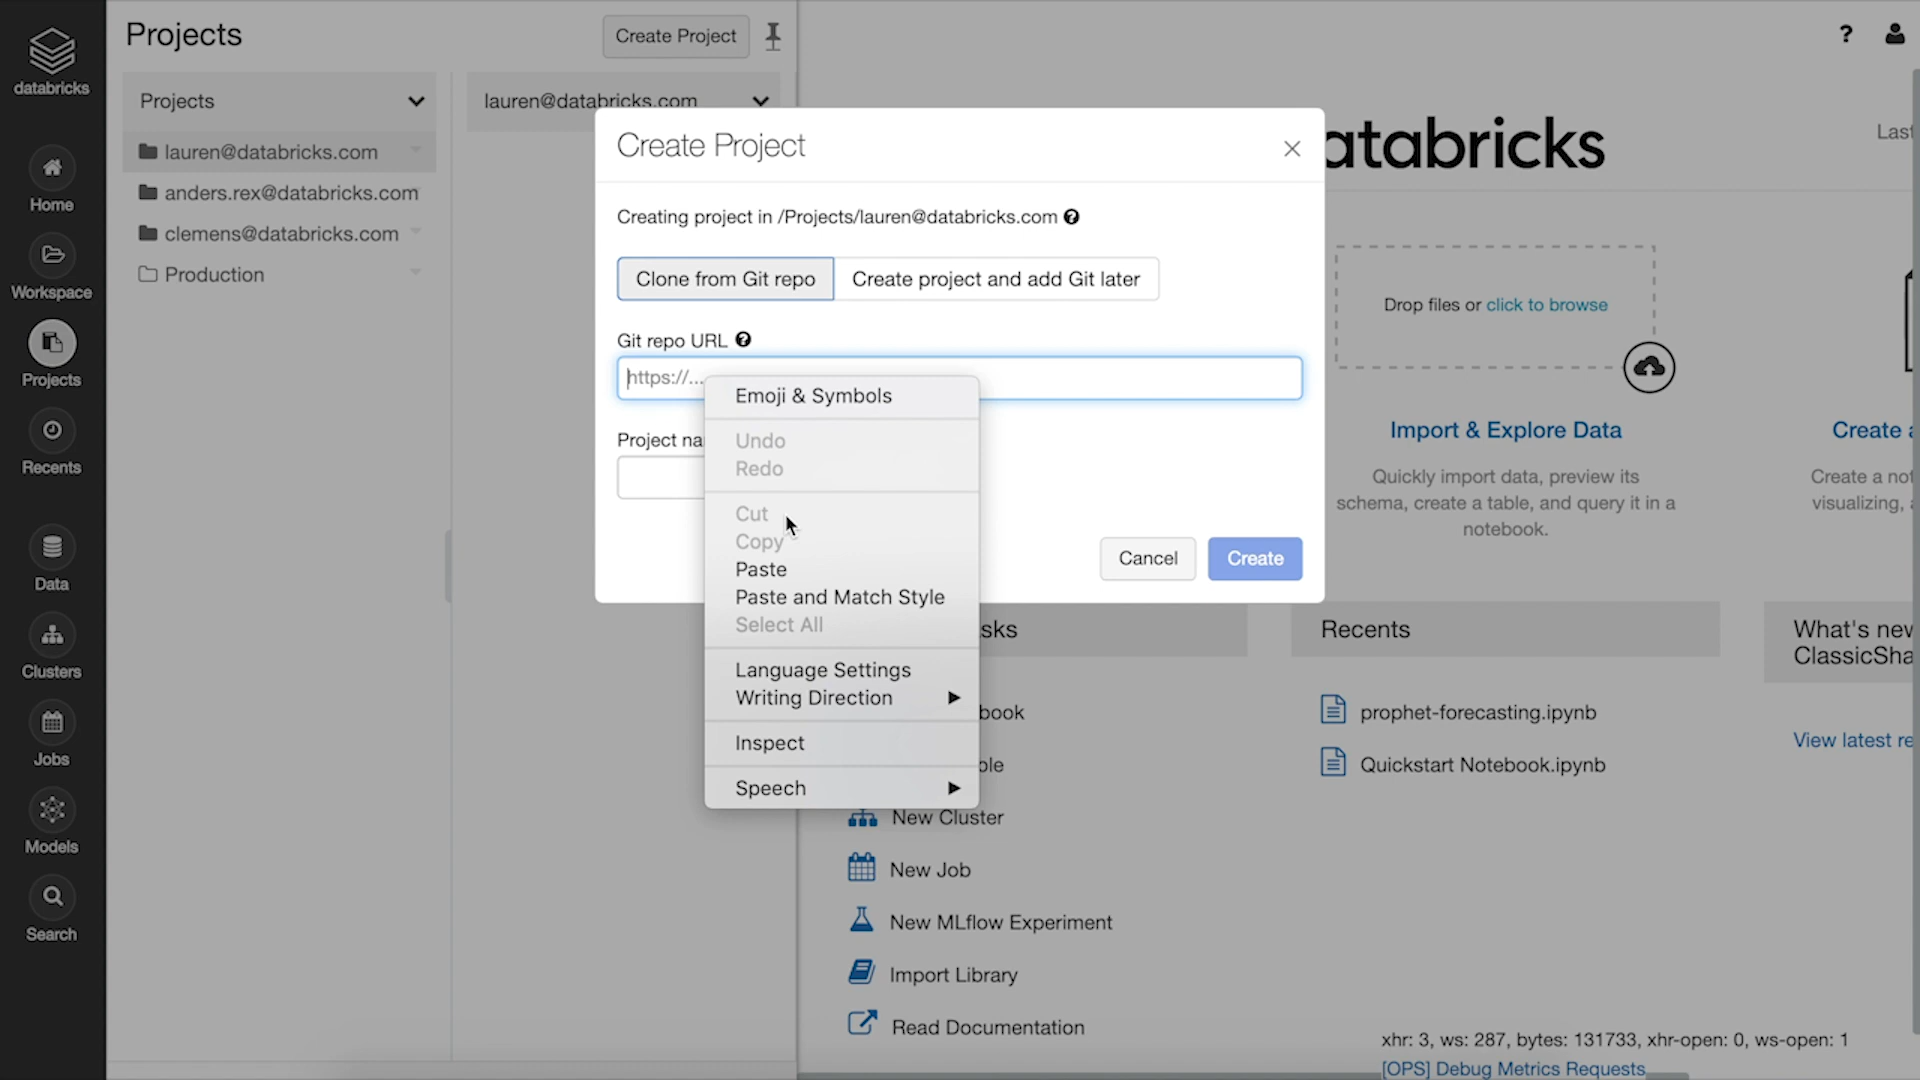 databricks
Home
Workspace
Projects
Recents
Data
Clusters
Jobs
Models
Search
Projects
Create Project
Projects
lauren@databricks.com
anders.rex@databricks.com
clemens@databricks.com
Production
lauren@databricks.com
Create Project
Creating project in /Projects/lauren@databricks.com
Clone from Git repo
Create project and add Git later
Git repo URL
https://...
Project na
Cancel
Create
Emoji & Symbols
Undo
Redo
Cut
Copy
Paste
Paste and Match Style
Select All
Language Settings
Writing Direction
Inspect
Speech
?
atabricks
Last
Drop files or click to browse
Import & Explore Data
Quickly import data, preview its
schema, create a table, and query it in a
notebook.
Create a
Create a not
visualizing, a
sks
book
ble
New Cluster
New Job
New MLflow Experiment
Import Library
Read Documentation
Recents
prophet-forecasting.ipynb
Quickstart Notebook.ipynb
What's new
ClassicSha
View latest re
xhr: 3, ws: 287, bytes: 131733, xhr-open: 0, ws-open: 1
[OPS] Debug Metrics Requests